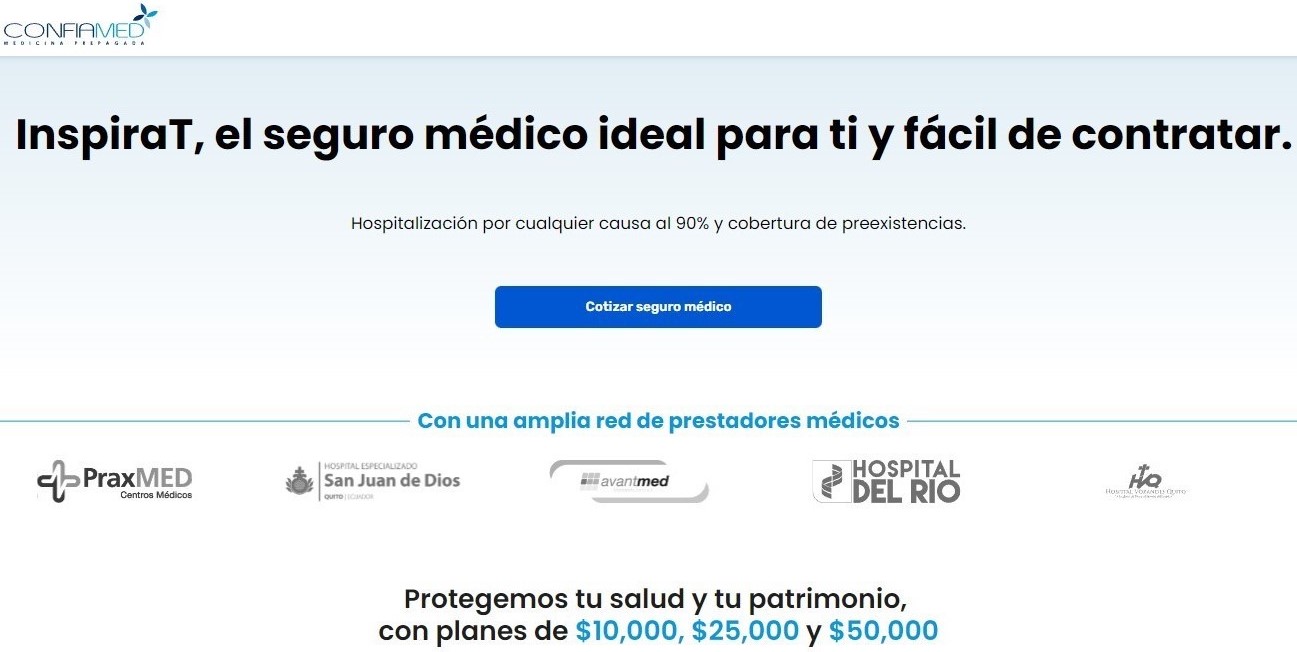 CONFIAMED
MEDICINA PREPAGADA
InspiraT, el seguro médico ideal para ti y fácil de contratar.
Hospitalización por cualquier causa al 90% y cobertura de preexistencias.
Cotizar seguro médico
Con una amplia red de prestadores médicos
PraxMED
Centros Médicos
HOSPITAL ESPECIALIZADO
San Juan de Dios
QUITO | ECUADOR
avantmed
HOSPITAL
DEL RIO
HOSPITAL VOZANDES QUITO
Protegemos tu salud y tu patrimonio,
con planes de $10,000, $25,000 y $50,000